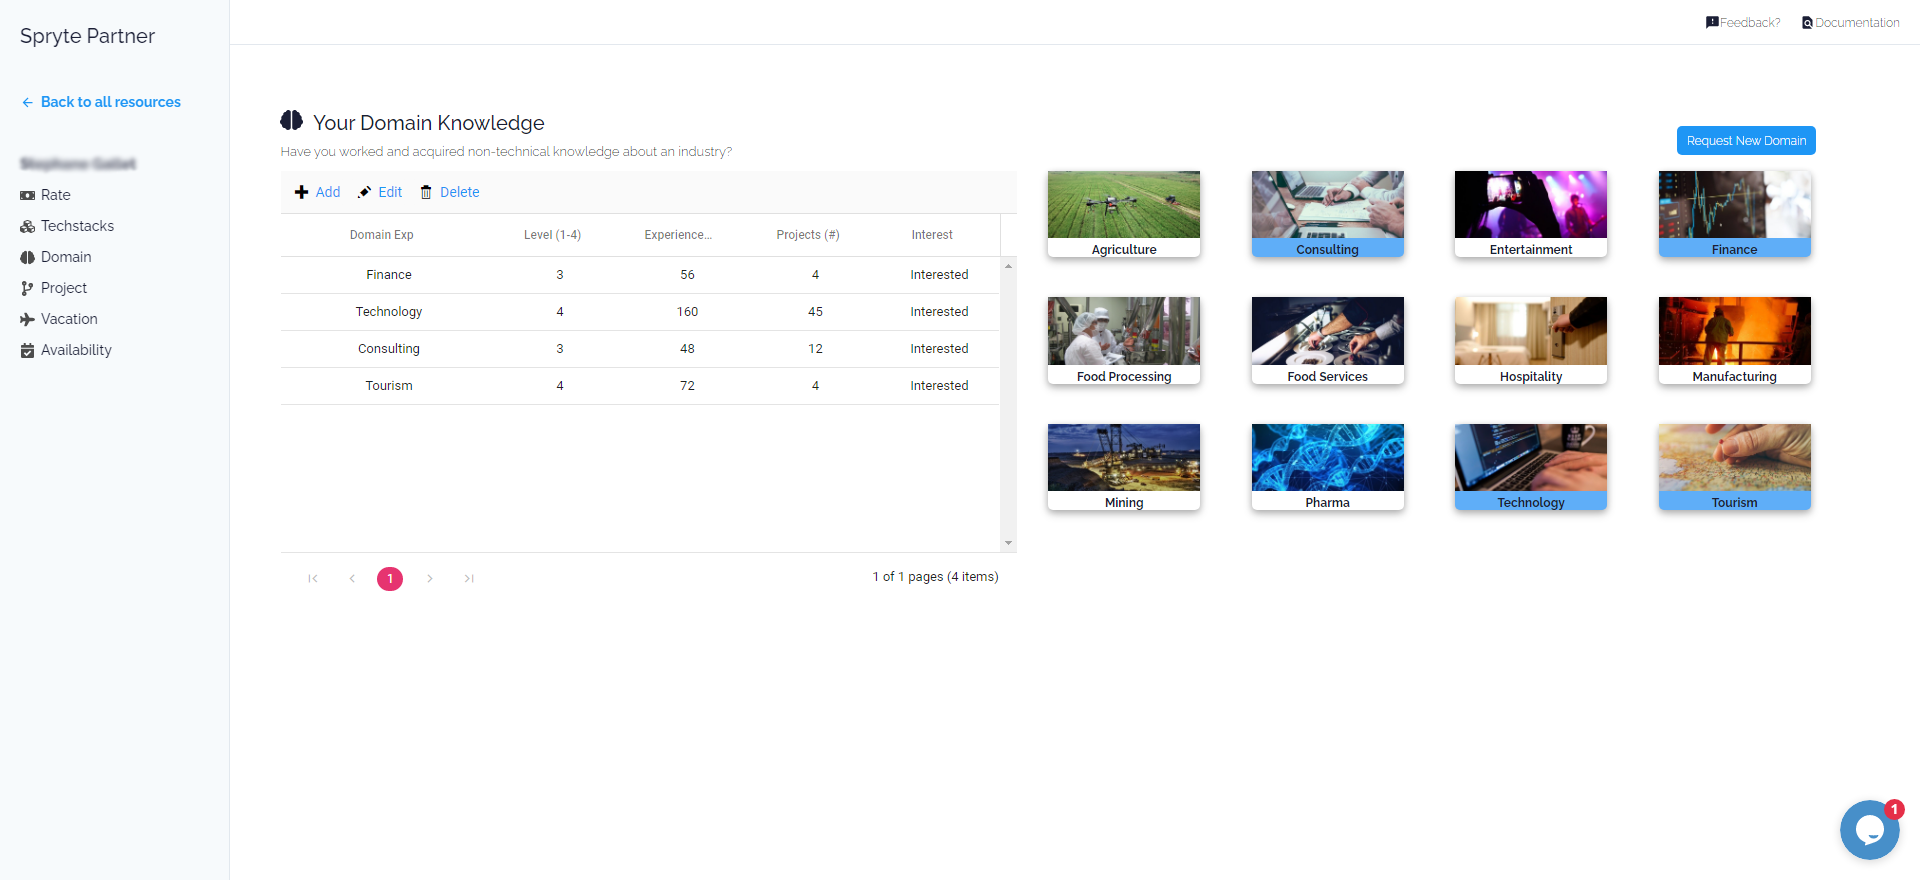 Spryte Partner
Feedback?
Documentation
Back to all resources
Rate
Techstacks
Domain
Project
Vacation
Availability
Your Domain Knowledge
Have you worked and acquired non-technical knowledge about an industry?
Request New Domain
Add Edit Delete
Domain Exp Level (1-4) Experience... Projects (#) Interest
Finance 3 56 4 Interested
Technology 4 160 45 Interested
Consulting 3 48 12 Interested
Tourism 4 72 4 Interested
1
1 of 1 pages (4 items)
Agriculture Consulting Entertainment Finance
Food Processing Food Services Hospitality Manufacturing
Mining Pharma Technology Tourism
1